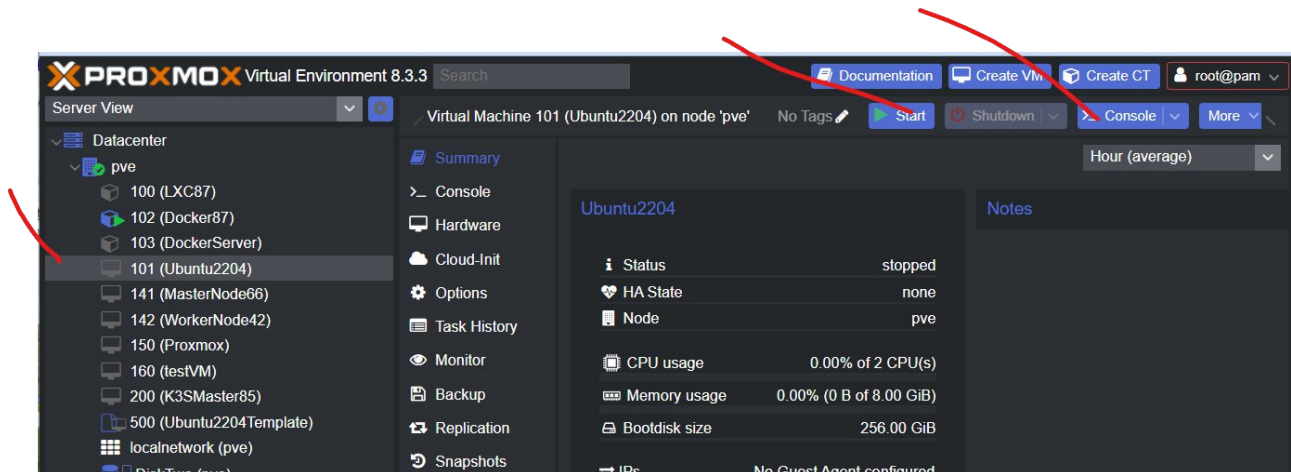 PROXMOX Virtual Environment 8.3.3 Search Documentation Create VM Create CT root@pam
Server View
Virtual Machine 101 (Ubuntu2204) on node 'pve' No Tags Start Shutdown Console More
Datacenter
pve
100 (LXC87)
102 (Docker87)
103 (DockerServer)
101 (Ubuntu2204)
141 (MasterNode66)
142 (WorkerNode42)
150 (Proxmox)
160 (testVM)
200 (K3SMaster85)
500 (Ubuntu2204Template)
localnetwork (pve)
Summary
Console
Hardware
Cloud-Init
Options
Task History
Monitor
Backup
Replication
Snapshots
Hour (average)
Ubuntu2204
Status stopped
HA State none
Node pve
CPU usage 0.00% of 2 CPU(s)
Memory usage 0.00% (0 B of 8.00 GiB)
Bootdisk size 256.00 GiB
IPs No Guest Agent configured
Notes